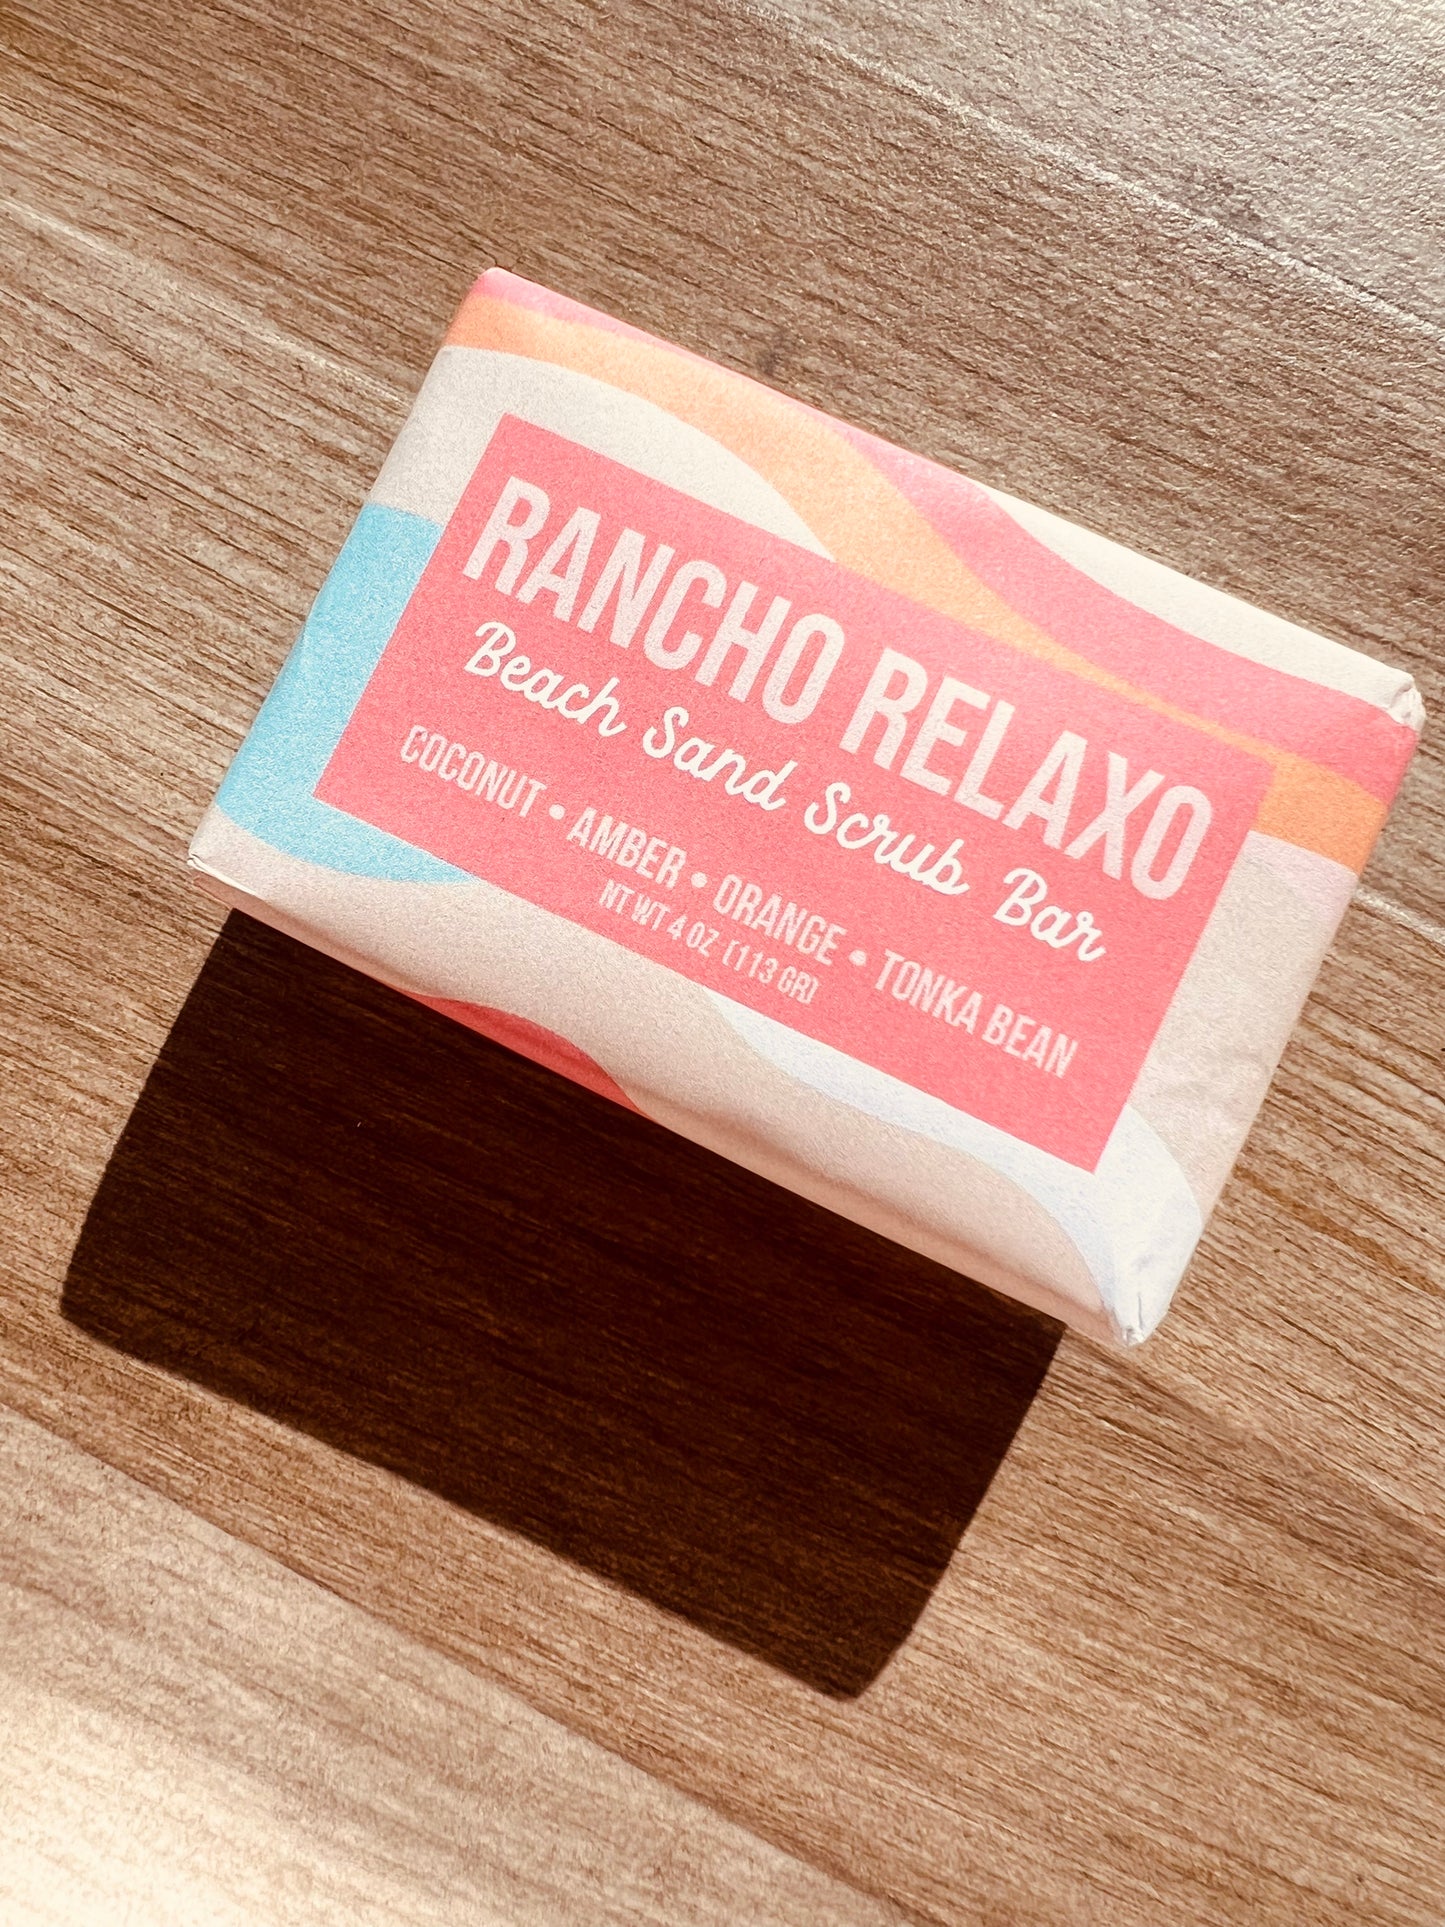 RANCHO RELAXO
Beach Sand Scrub Bar
COCONUT • AMBER • ORANGE • TONKA BEAN
NT WT 4 OZ (113 GR)